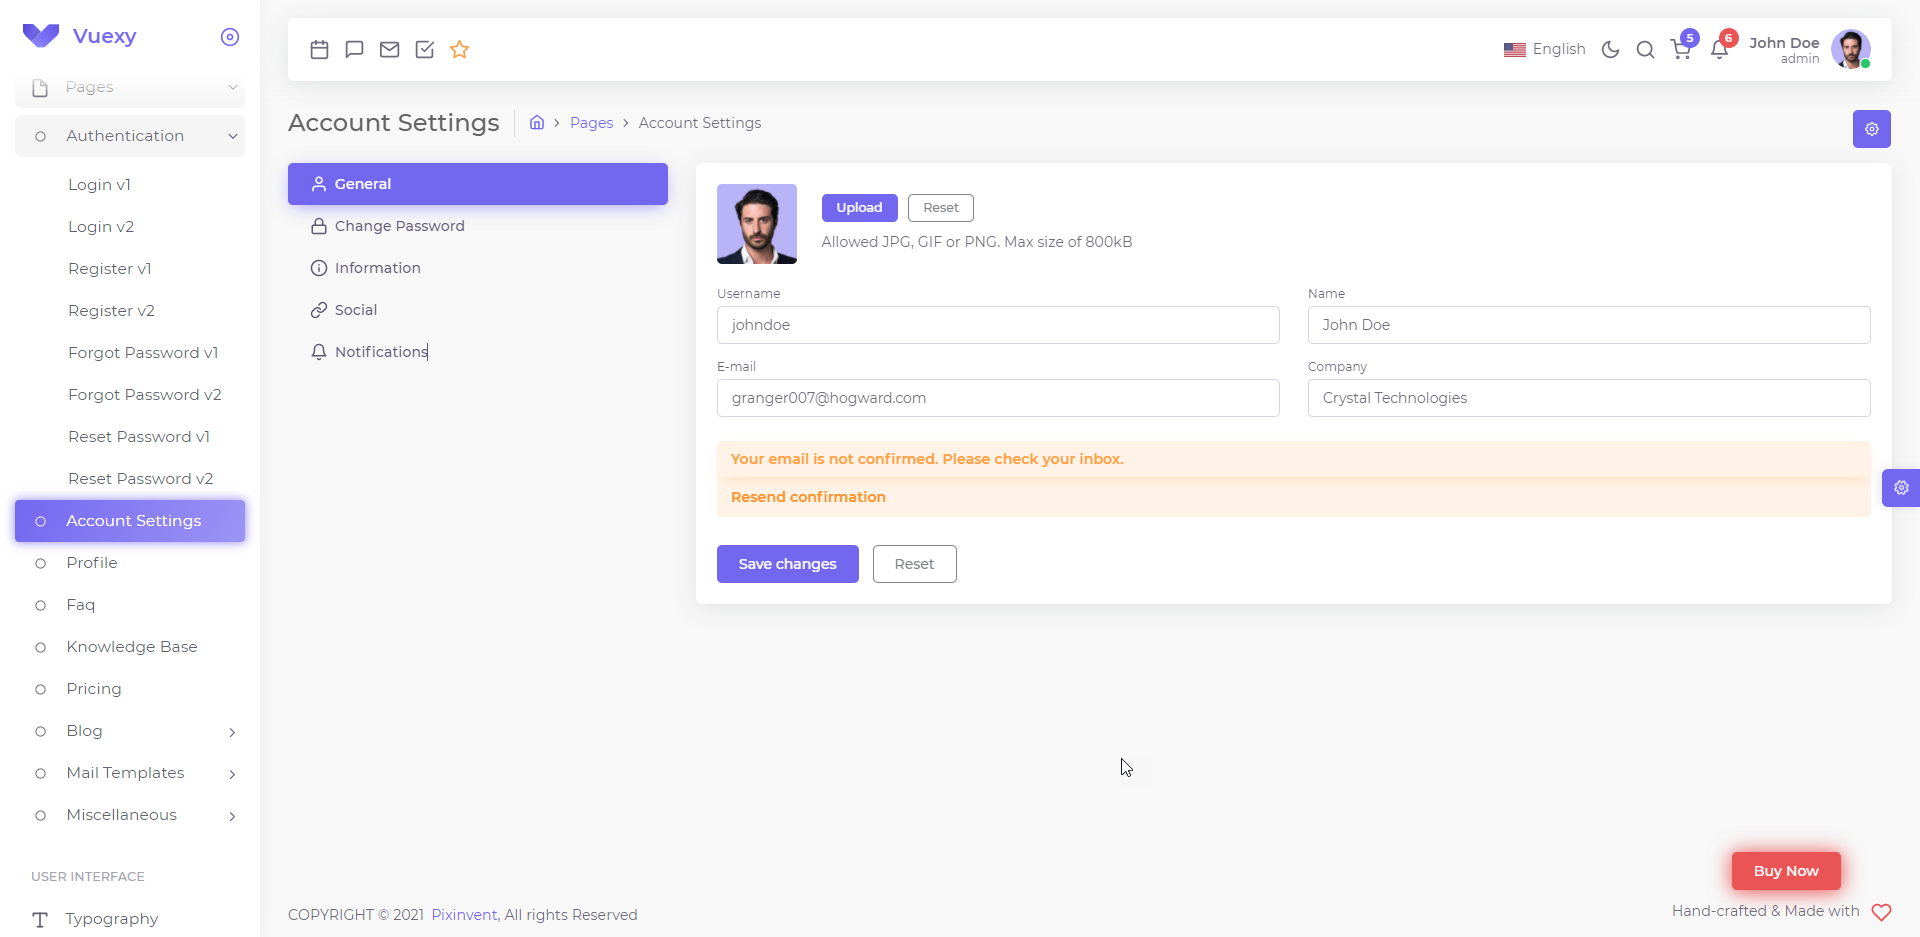 Vuexy
Pages
Authentication
Login v1
Login v2
Register v1
Register v2
Forgot Password v1
Forgot Password v2
Reset Password v1
Reset Password v2
Account Settings
Profile
Faq
Knowledge Base
Pricing
Blog
Mail Templates
Miscellaneous
USER INTERFACE
Typography
English
5
6
John Doe
admin
Account Settings
Pages
Account Settings
General
Change Password
Information
Social
Notifications
Upload
Reset
Allowed JPG, GIF or PNG. Max size of 800kB
Username
Name
johndoe
John Doe
E-mail
Company
granger007@hogward.com
Crystal Technologies
Your email is not confirmed. Please check your inbox.
Resend confirmation
Save changes
Reset
Buy Now
COPYRIGHT © 2021 Pixinvent, All rights Reserved
Hand-crafted & Made with